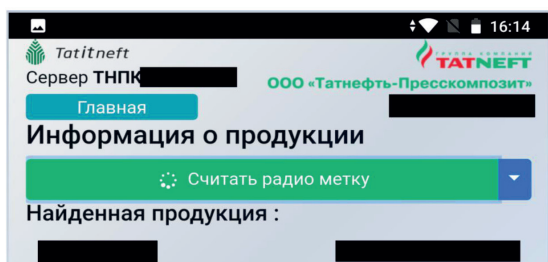 16:14
Tatitneft
ГРУППА КОМПАНИЙ
TATNEFT
Сервер ТНПК
ООО «Татнефть-Пресскомпозит»
Главная
Информация о продукции
Считать радио метку
Найденная продукция :